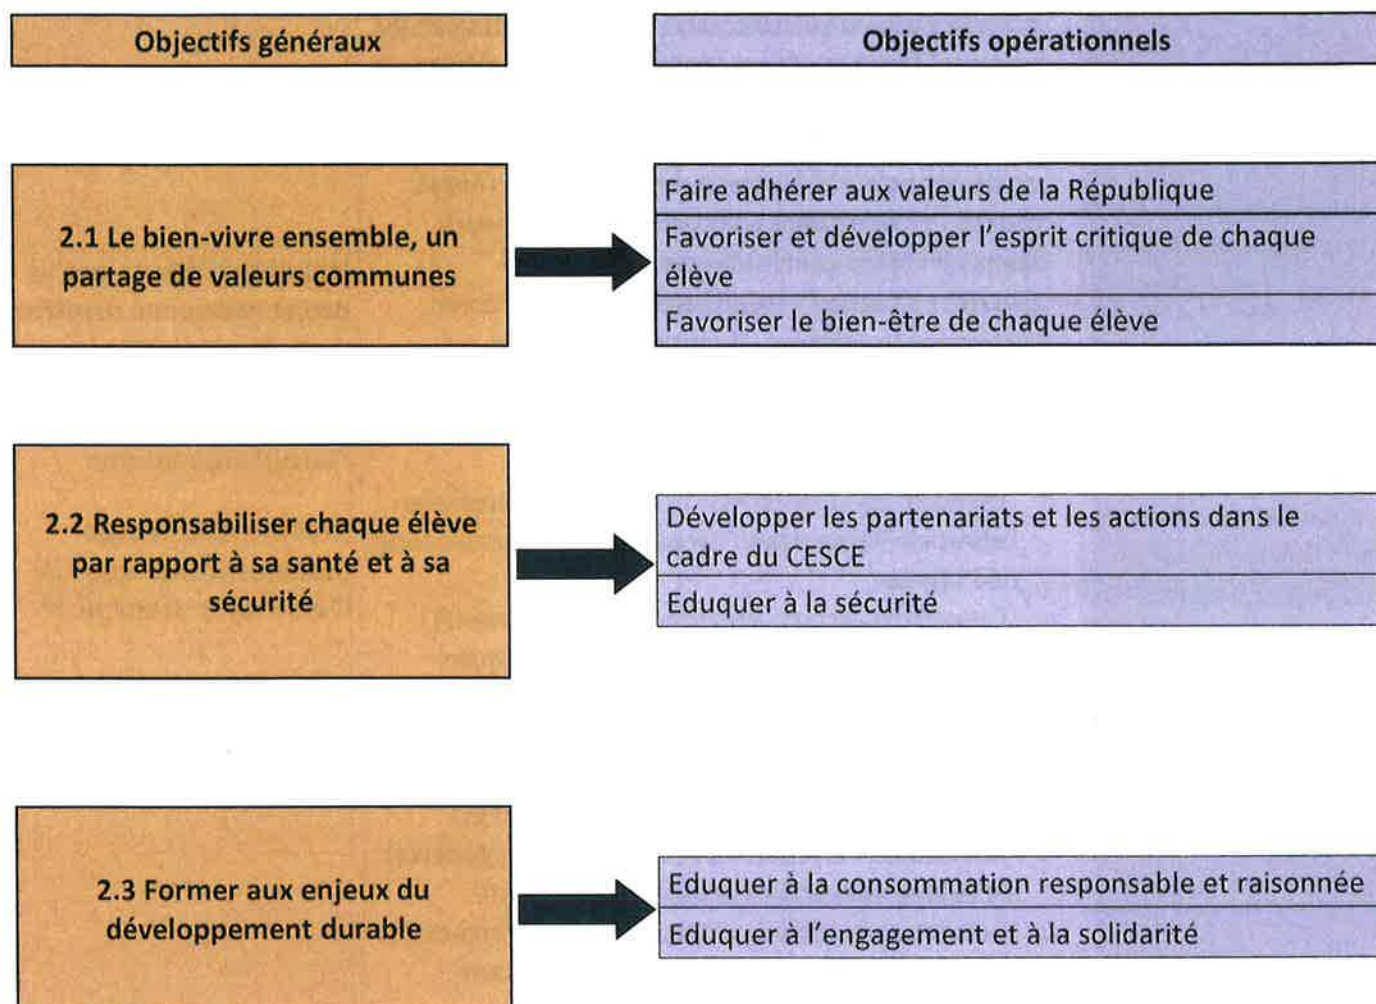 Objectifs généraux
Objectifs opérationnels
2.1 Le bien-vivre ensemble, un
partage de valeurs communes
Faire adhérer aux valeurs de la République
Favoriser et développer l'esprit critique de chaque
élève
Favoriser le bien-être de chaque élève
2.2 Responsabiliser chaque élève
par rapport à sa santé et à sa
sécurité
Développer les partenariats et les actions dans le
cadre du CESCE
Eduquer à la sécurité
2.3 Former aux enjeux du
développement durable
Eduquer à la consommation responsable et raisonnée
Eduquer à l'engagement et à la solidarité